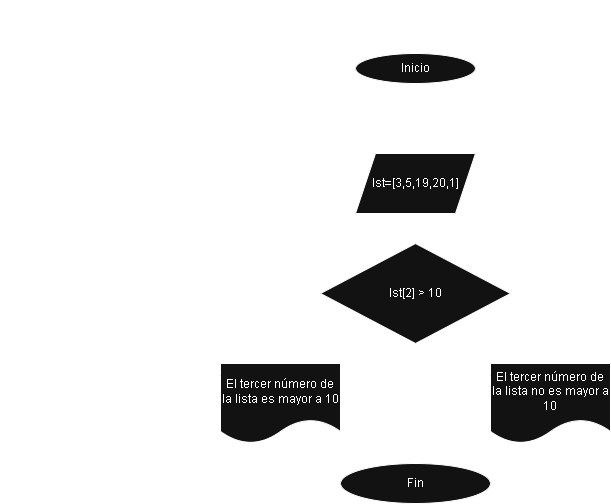 Inicio
lst=[3,5,19,20,1]
lst[2] > 10
El tercer número de
la lista es mayor a 10
El tercer número de
la lista no es mayor a
10
Fin